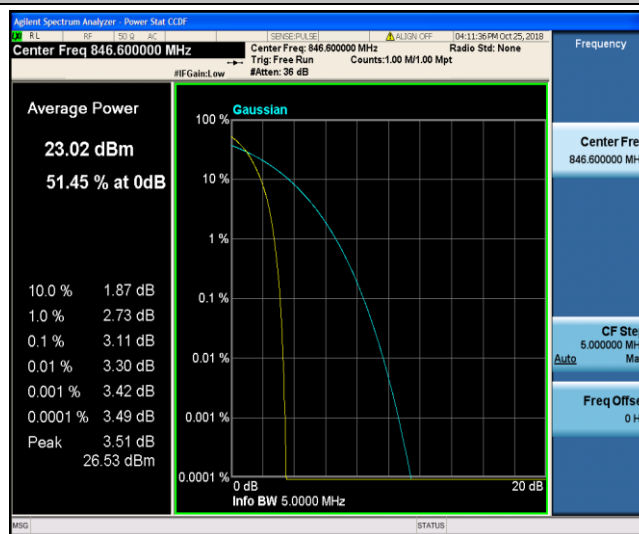 Agilent Spectrum Analyzer - Power Stat CCDF
RL RF 50 Ω AC SENSE:PULSE ALIGN OFF 04:11:36 PM Oct 25, 2018
Center Freq 846.600000 MHz
Center Freq: 846.600000 MHz Radio Std: None
Trig: Free Run Counts:1.00 M/1.00 Mpt
#IFGain:Low #Atten: 36 dB
Frequency
Average Power
23.02 dBm
51.45 % at 0dB
10.0 % 1.87 dB
1.0 % 2.73 dB
0.1 % 3.11 dB
0.01 % 3.30 dB
0.001 % 3.42 dB
0.0001 % 3.49 dB
Peak 3.51 dB
26.53 dBm
Gaussian
100 %
10 %
1 %
0.1 %
0.01 %
0.001 %
0.0001 %
0 dB 20 dB
Info BW 5.0000 MHz
Center Fre
846.600000 MH
CF Ste
5.000000 MH
Auto Ma
Freq Offse
0 H
MSG STATUS